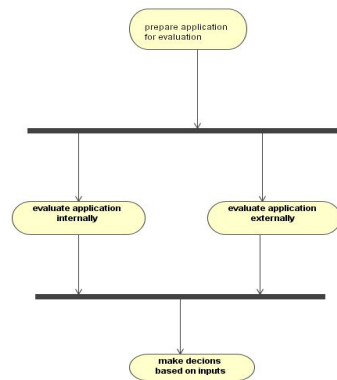 prepare application
for evaluation
evaluate application
internally
evaluate application
externally
make decions
based on inputs